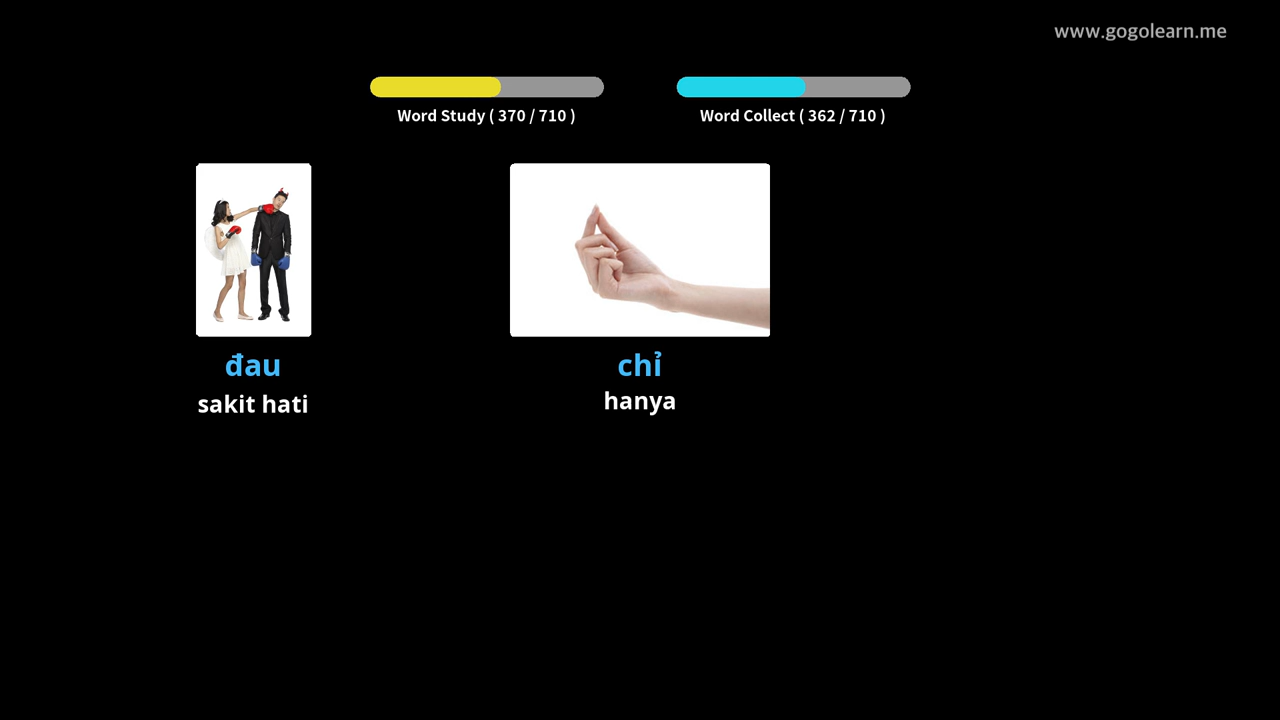 www.gogolearn.me
Word Study ( 370 / 710 )
Word Collect ( 362 / 710 )
đau
sakit hati
chỉ
hanya